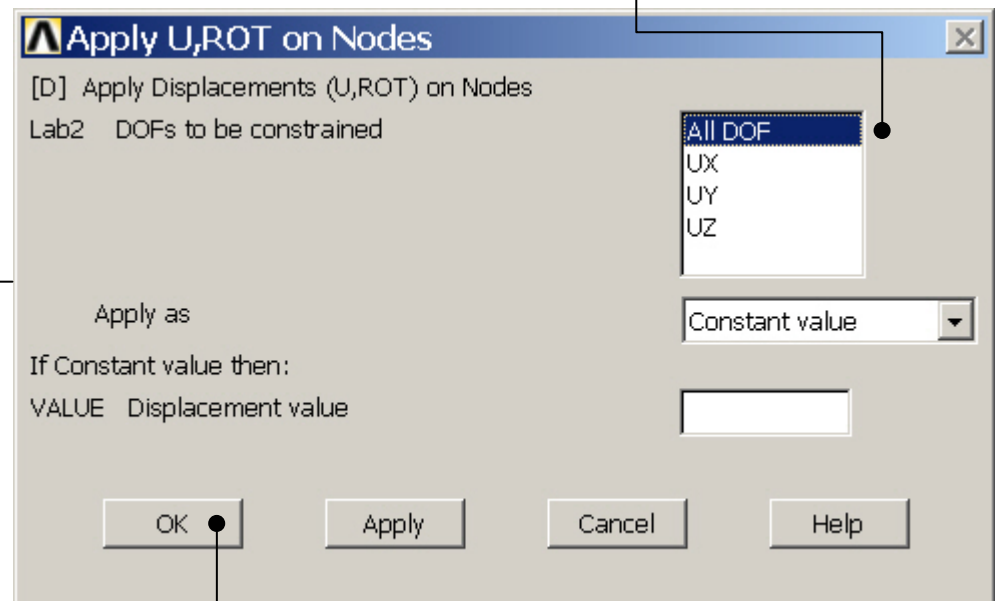 Apply U,ROT on Nodes
[D] Apply Displacements (U,ROT) on Nodes
Lab2 DOFs to be constrained
All DOF
UX
UY
UZ
Apply as
Constant value
If Constant value then:
VALUE Displacement value
OK Apply Cancel Help